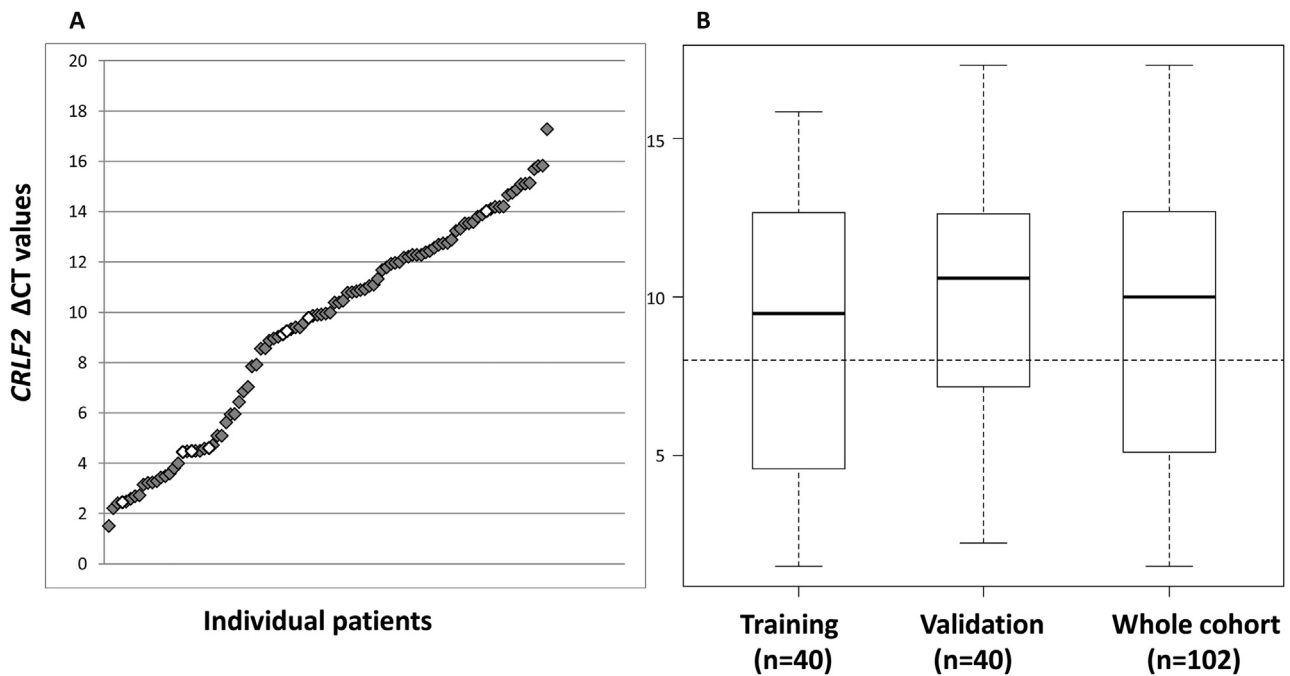 A
B
CRLF2 ΔCT values
20
18
16
14
12
10
8
6
4
2
0
Individual patients
15
10
5
Training
(n=40)
Validation
(n=40)
Whole cohort
(n=102)